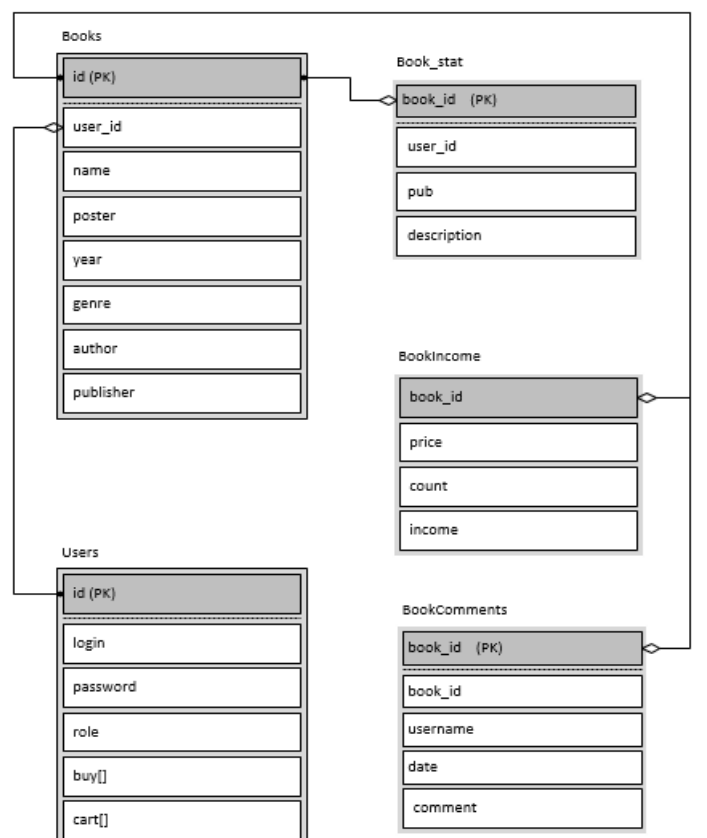 Books
id (PK)
user_id
name
poster
year
genre
author
publisher
Book_stat
book_id (PK)
user_id
pub
description
BookIncome
book_id
price
count
income
Users
id (PK)
login
password
role
buy[]
cart[]
BookComments
book_id (PK)
book_id
username
date
comment